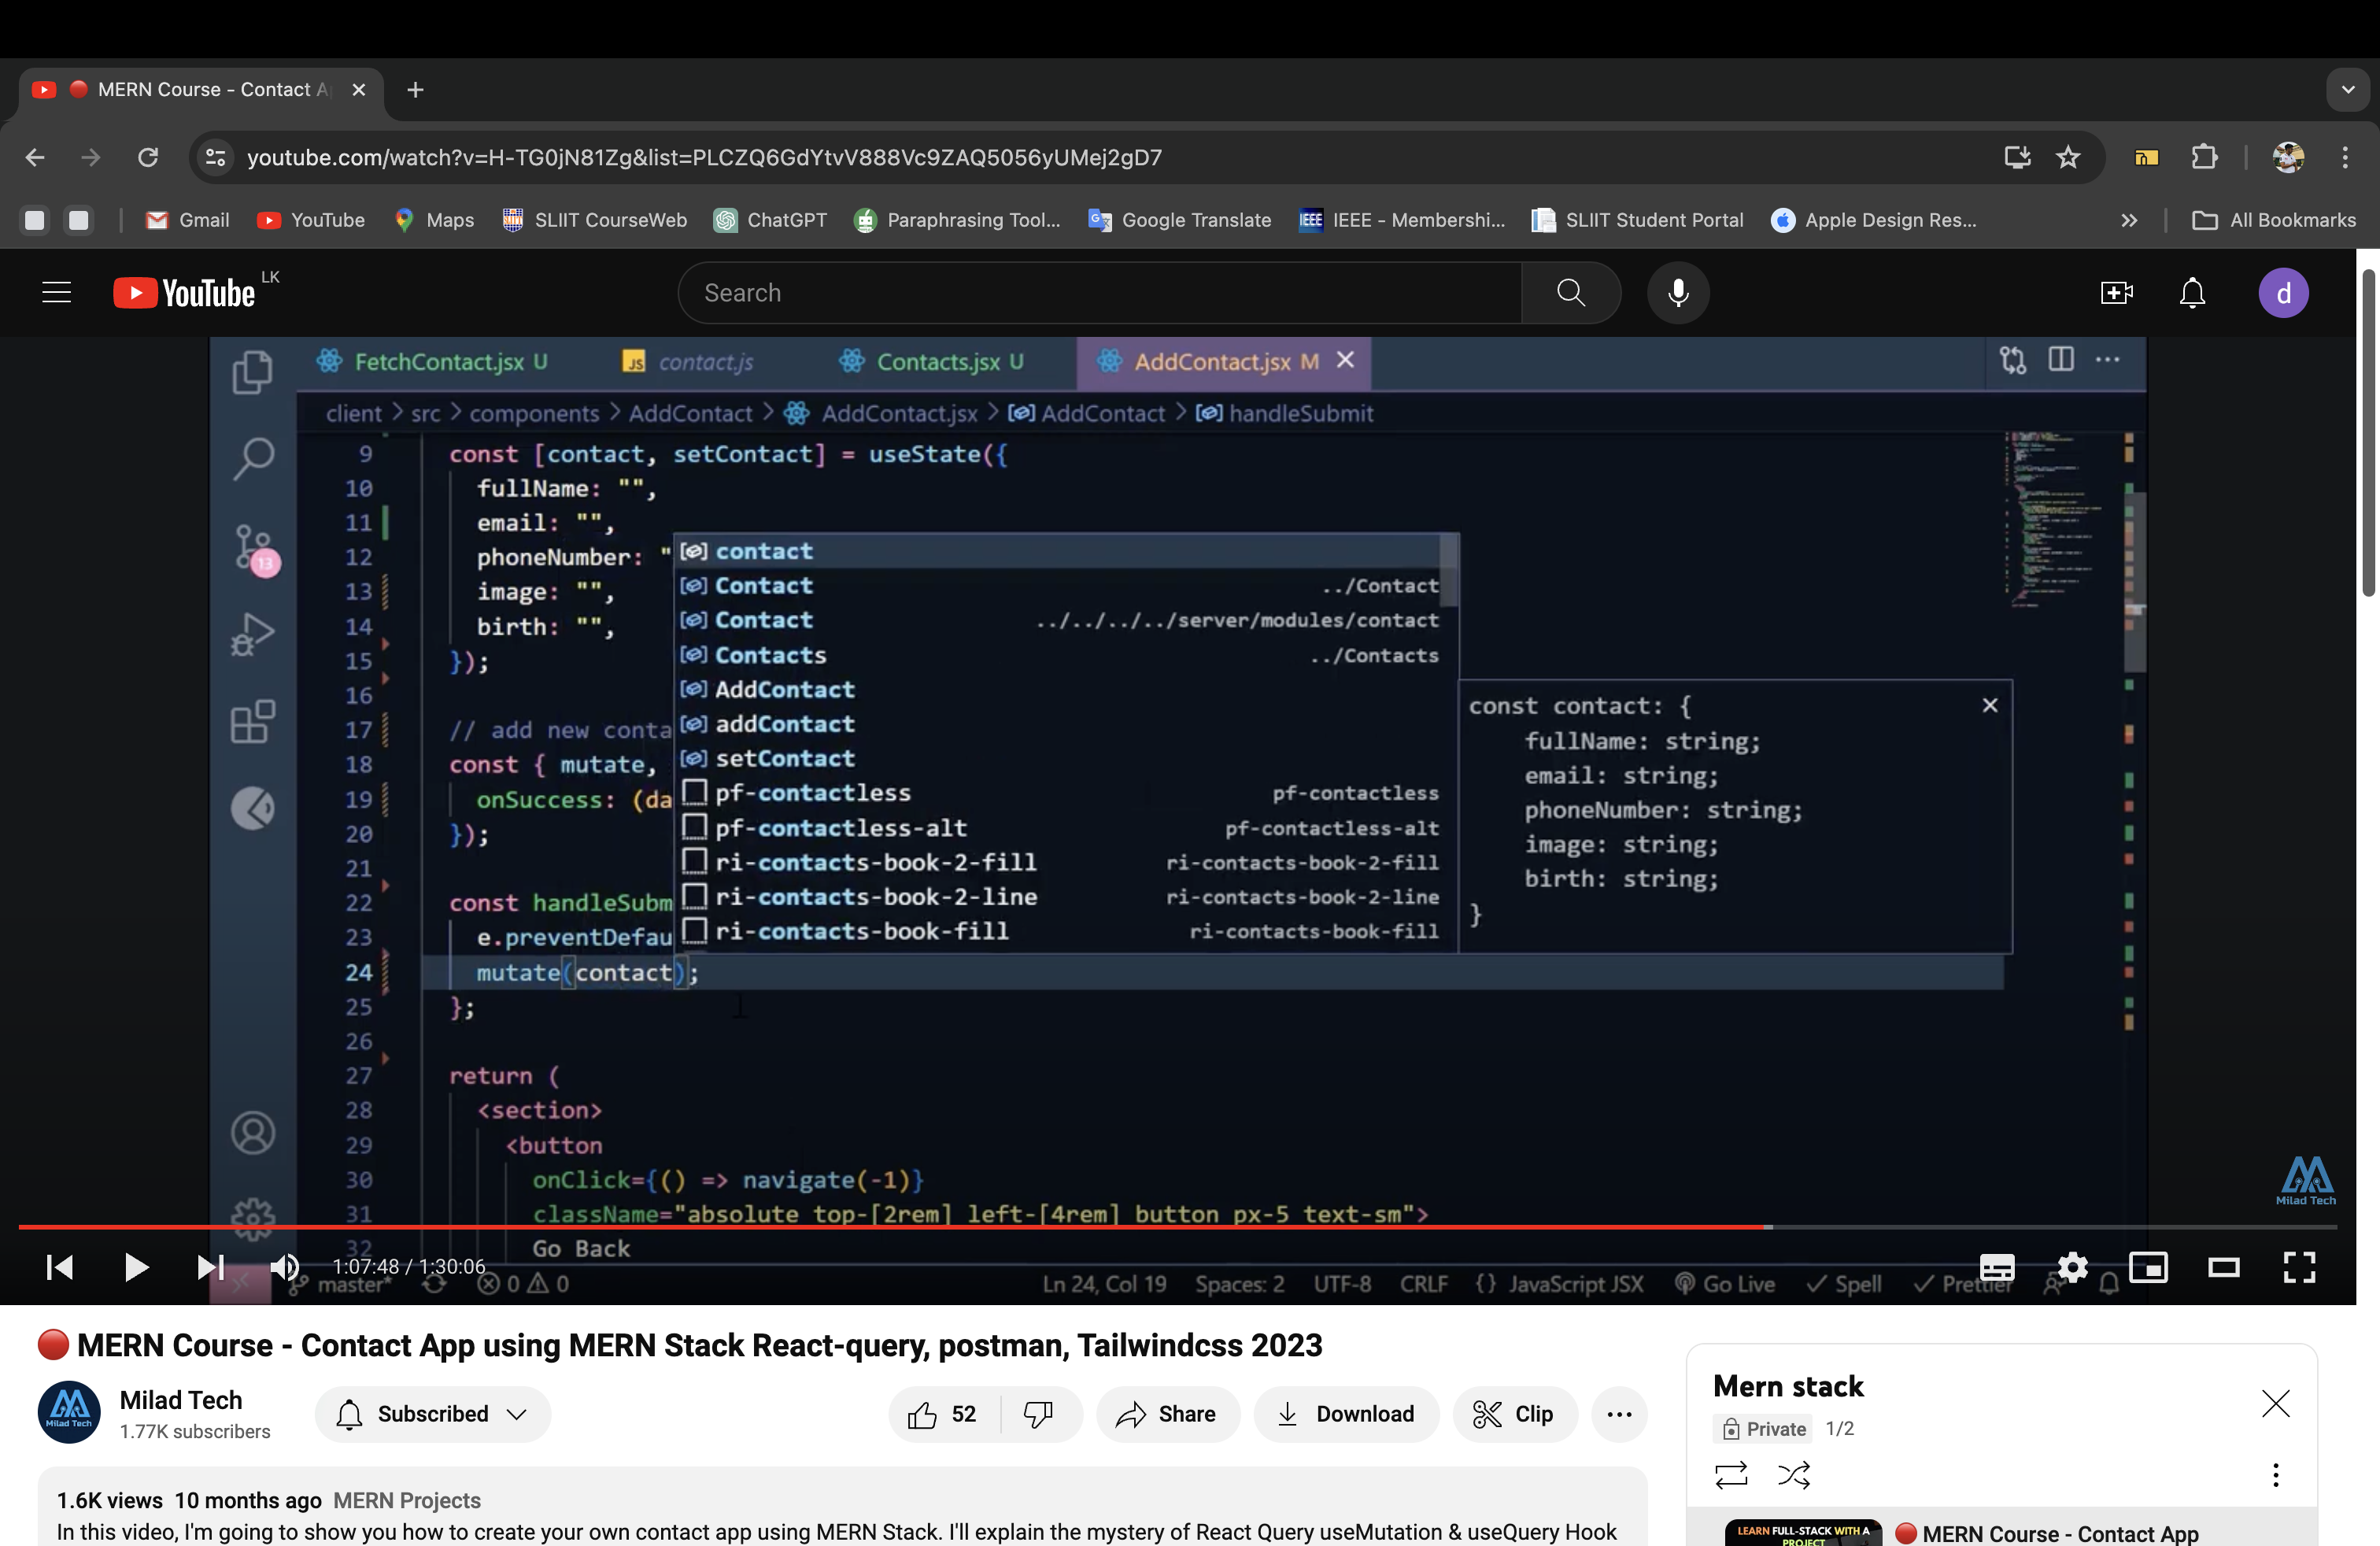 MERN Course - Contact A
youtube.com/watch?v=H-TG0jN81Zg&list=PLCZQ6GdYtvV888Vc9ZAQ5056yUMej2gD7
Gmail YouTube Maps SLIIT CourseWeb ChatGPT Paraphrasing Tool... Google Translate IEEE IEEE - Membershi... SLIIT Student Portal Apple Design Res... All Bookmarks
YouTube LK Search d
FetchContact.jsx U JS contact.js Contacts.jsx U AddContact.jsx M
client > src > components > AddContact > AddContact.jsx > AddContact > handleSubmit
9 const [contact, setContact] = useState({
10 fullName: "",
11 email: "",
12 phoneNumber: "
13 image: "",
14 birth: "",
15 });
16
17 // add new conta
18 const { mutate,
19 onSuccess: (da
20 });
21
22 const handleSubm
23 e.preventDefau
24 mutate(contact);
25 };
26
27 return (
28 <section>
29 <button
30 onClick={() => navigate(-1)}
31 className="absolute top-[2rem] left-[4rem] button px-5 text-sm">
32 Go Back
13
contact
Contact ../Contact
Contact ../../../../server/modules/contact
Contacts ../Contacts
AddContact
addContact
setContact
pf-contactless pf-contactless
pf-contactless-alt pf-contactless-alt
ri-contacts-book-2-fill ri-contacts-book-2-fill
ri-contacts-book-2-line ri-contacts-book-2-line
ri-contacts-book-fill ri-contacts-book-fill
const contact: {
fullName: string;
email: string;
phoneNumber: string;
image: string;
birth: string;
}
Milad Tech
1:07:48 / 1:30:06
master* 0 0 Ln 24, Col 19 Spaces: 2 UTF-8 CRLF {} JavaScript JSX Go Live Spell Prettier
MERN Course - Contact App using MERN Stack React-query, postman, Tailwindcss 2023
Milad Tech
Milad Tech
1.77K subscribers
Subscribed
52 Share Download Clip
1.6K views 10 months ago MERN Projects
In this video, I'm going to show you how to create your own contact app using MERN Stack. I'll explain the mystery of React Query useMutation & useQuery Hook
Mern stack
Private 1/2
LEARN FULL-STACK WITH A
PROJECT
MERN Course - Contact App